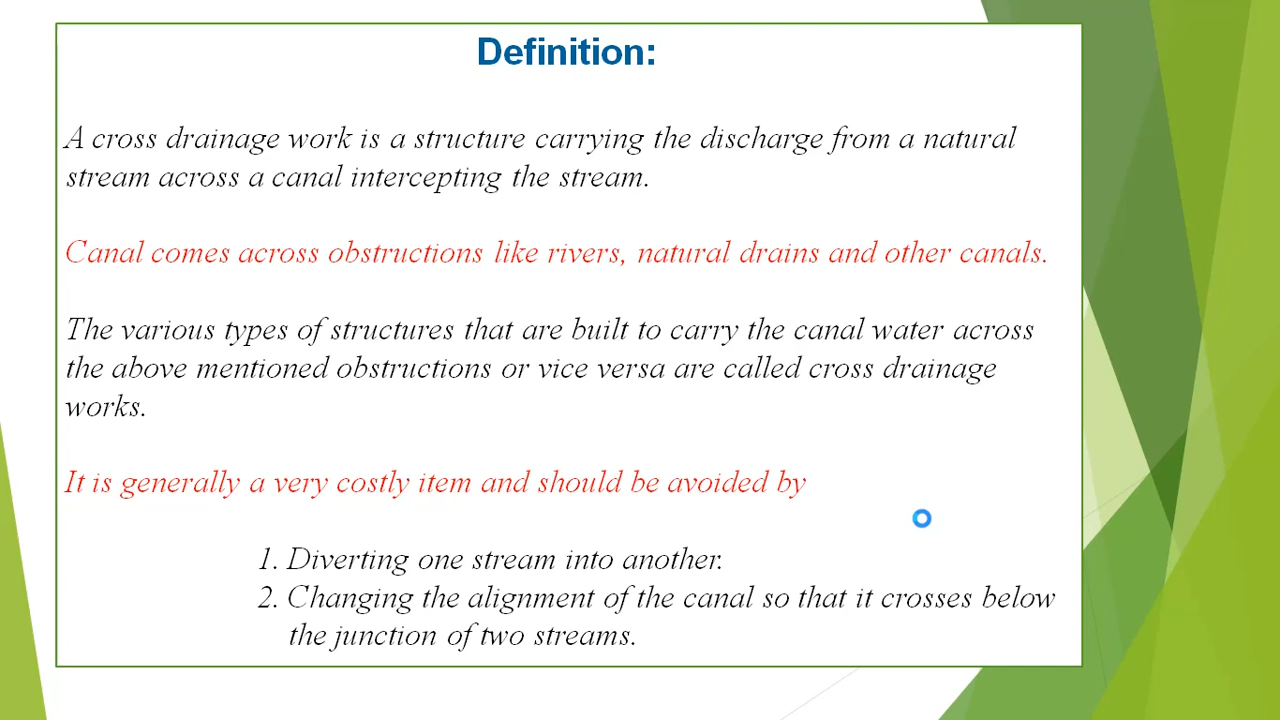 Definition:
A cross drainage work is a structure carrying the discharge from a natural
stream across a canal intercepting the stream.
Canal comes across obstructions like rivers, natural drains and other canals.
The various types of structures that are built to carry the canal water across
the above mentioned obstructions or vice versa are called cross drainage
works.
It is generally a very costly item and should be avoided by
1. Diverting one stream into another.
2. Changing the alignment of the canal so that it crosses below
the junction of two streams.